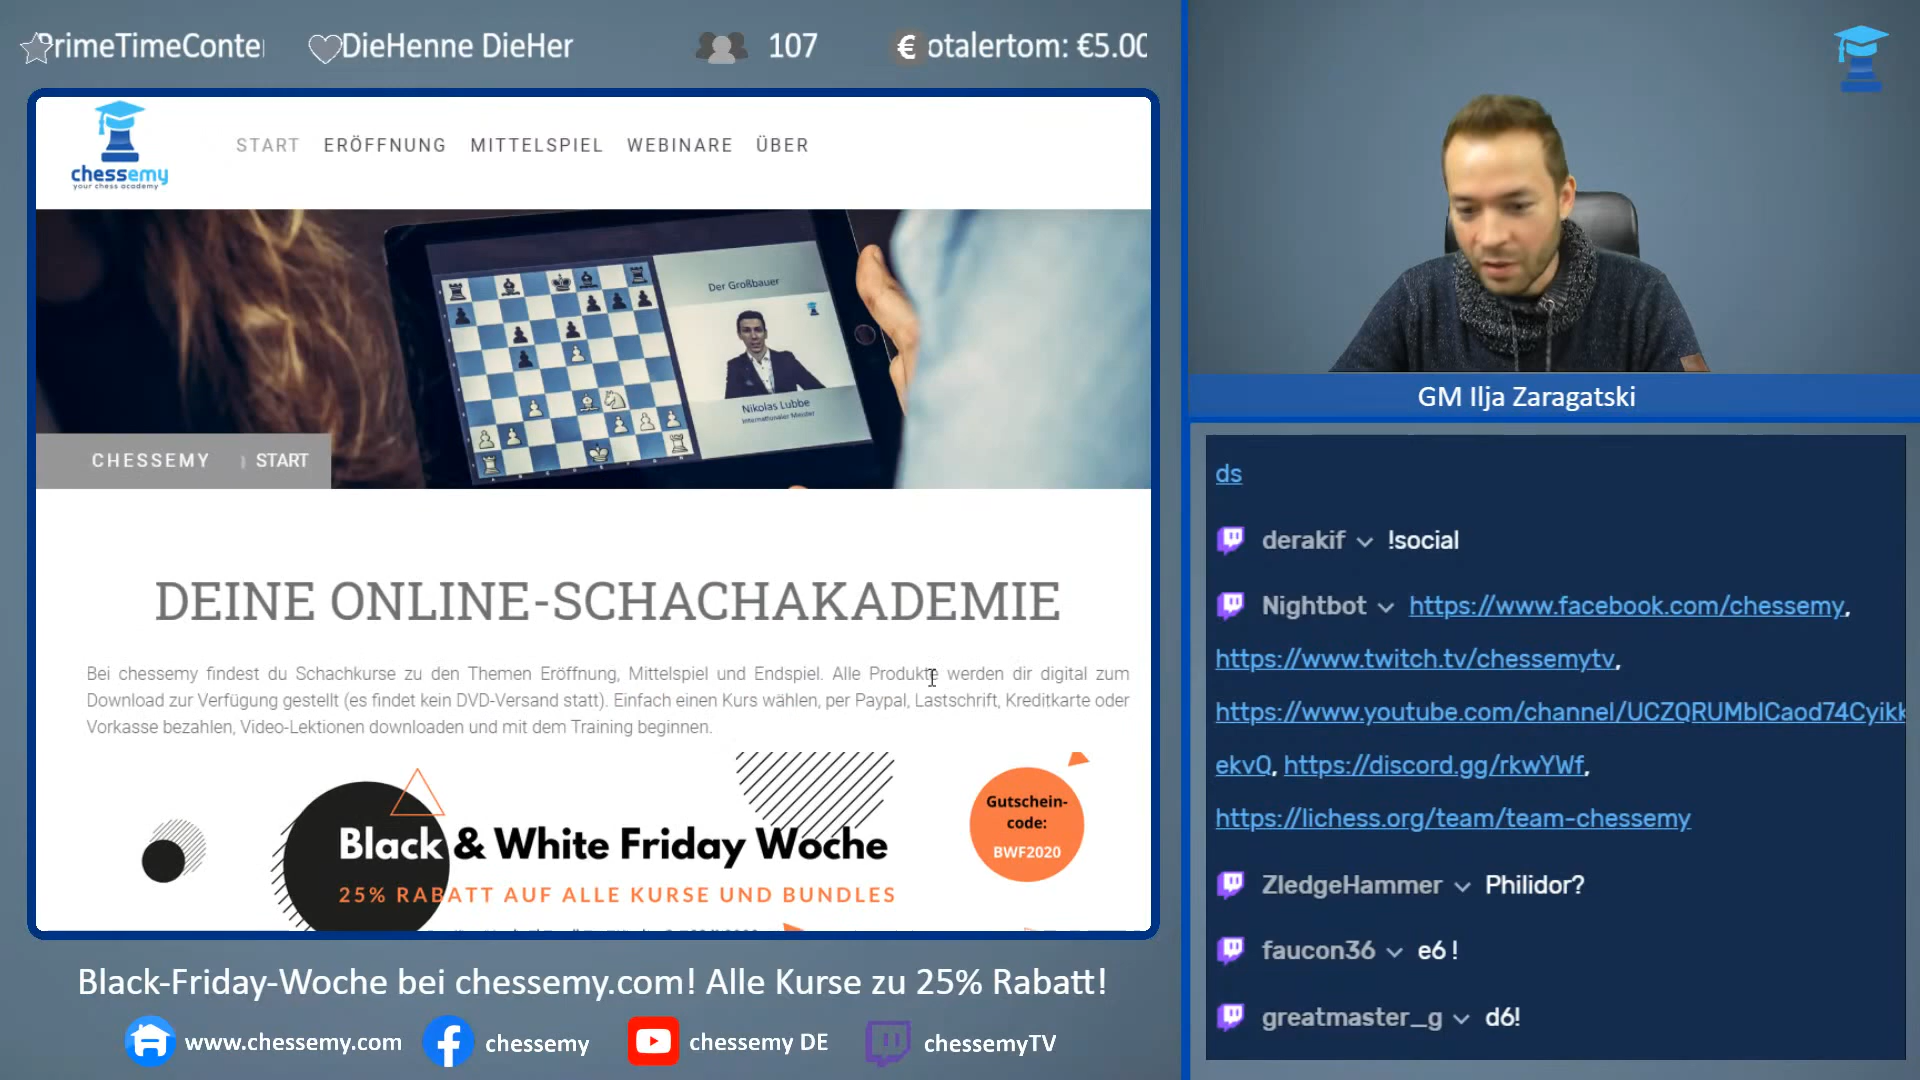 PrimeTimeConte
DieHenne DieHer
107
€
otalertom: €5.00
chessemy
your chess academy
START
ERÖFFNUNG
MITTELSPIEL
WEBINARE
ÜBER
Der Großbauer
Nikolas Lubbe
Internationaler Meister
CHESSEMY
START
DEINE ONLINE-SCHACHAKADEMIE
Bei chessemy findest du Schachkurse zu den Themen Eröffnung, Mittelspiel und Endspiel. Alle Produkte werden dir digital zum
Download zur Verfügung gestellt (es findet kein DVD-Versand statt). Einfach einen Kurs wählen, per Paypal, Lastschrift, Kreditkarte oder
Vorkasse bezahlen, Video-Lektionen downloaden und mit dem Training beginnen.
Black & White Friday Woche
25% RABATT AUF ALLE KURSE UND BUNDLES
Gutschein-
code:
BWF2020
Black-Friday-Woche bei chessemy.com! Alle Kurse zu 25% Rabatt!
www.chessemy.com
chessemy
chessemy DE
chessemyTV
GM Ilja Zaragatski
ds
derakif !social
Nightbot https://www.facebook.com/chessemy,
https://www.twitch.tv/chessemytv,
https://www.youtube.com/channel/UCZQRUMblCaod74Cyikk
ekvQ, https://discord.gg/rkwYWf,
https://lichess.org/team/team-chessemy
ZledgeHammer Philidor?
faucon36 e6 !
greatmaster_g d6!